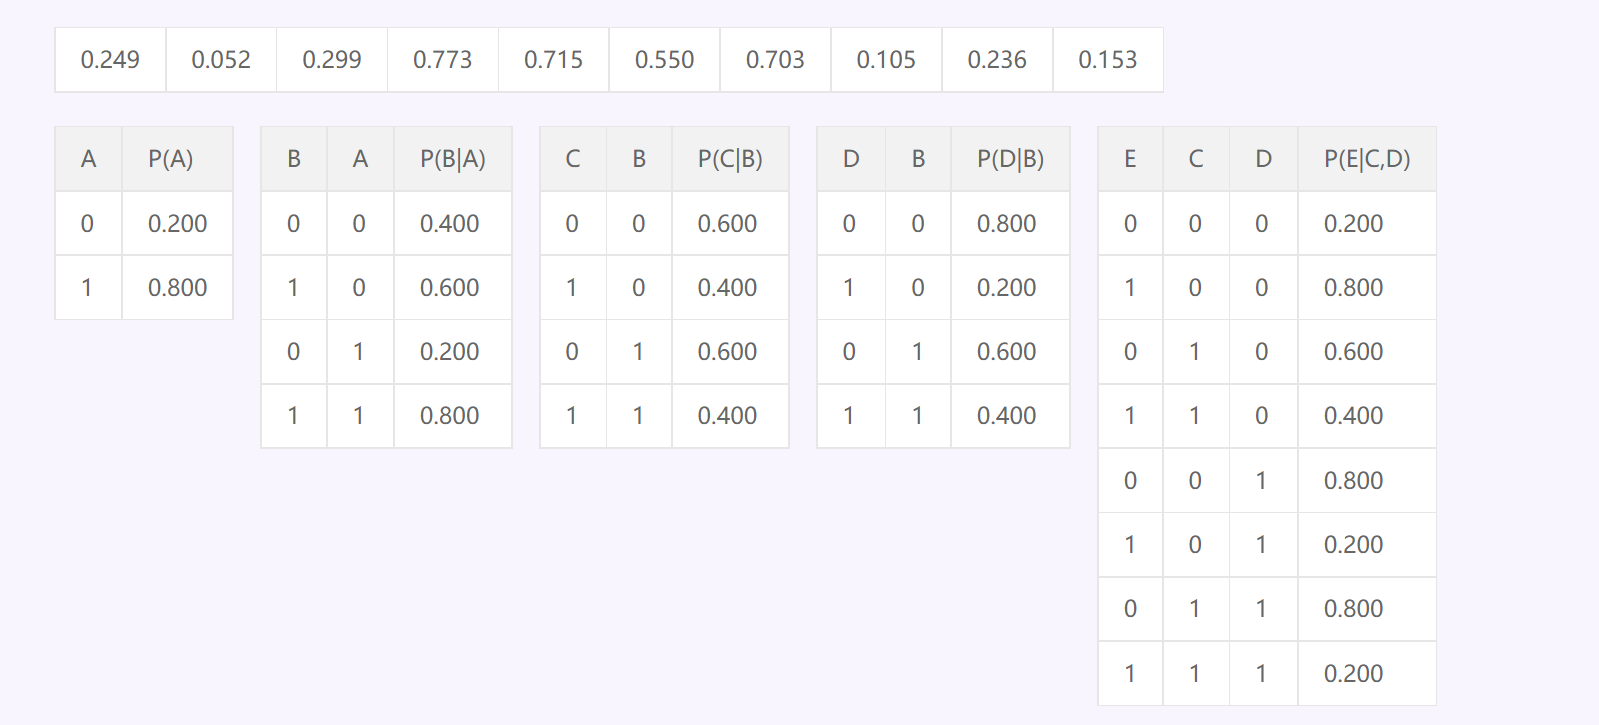 0.249 0.052 0.299 0.773 0.715 0.550 0.703 0.105 0.236 0.153
A P(A) B A P(B|A) C B P(C|B) D B P(D|B) E C D P(E|C,D)
0 0.200 0 0 0.400 0 0 0.600 0 0 0.800 0 0 0 0.200
1 0.800 1 0 0.600 1 0 0.400 1 0 0.200 1 0 0 0.800
0 1 0.200 0 1 0.600 0 1 0.600 0 1 0 0.600
1 1 0.800 1 1 0.400 1 1 0.400 1 1 0 0.400
0 0 1 0.800
1 0 1 0.200
0 1 1 0.800
1 1 1 0.200